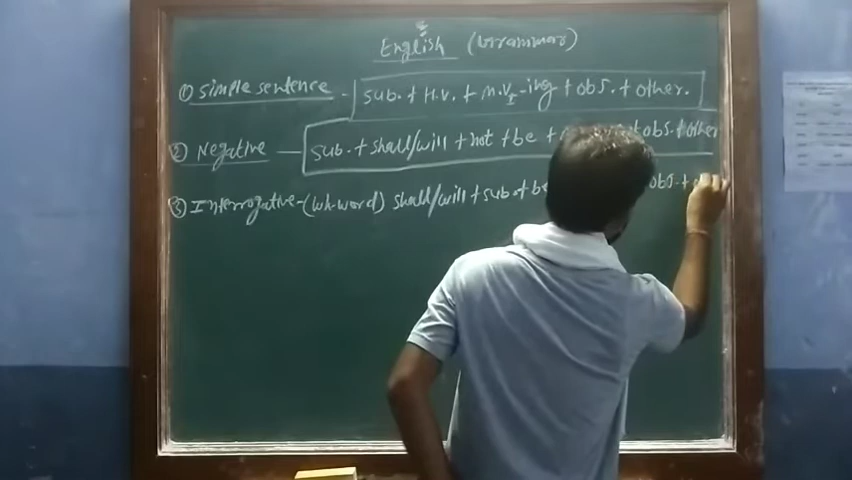 English (Grammar)
① Simple sentence - sub. + H.V. + M.V.I-ing + obj. + other.
② Negative — sub. + shall/will + not + be + + obj. + other
③ Interrogative - (wh-word) shall/will + sub. + be obj. +